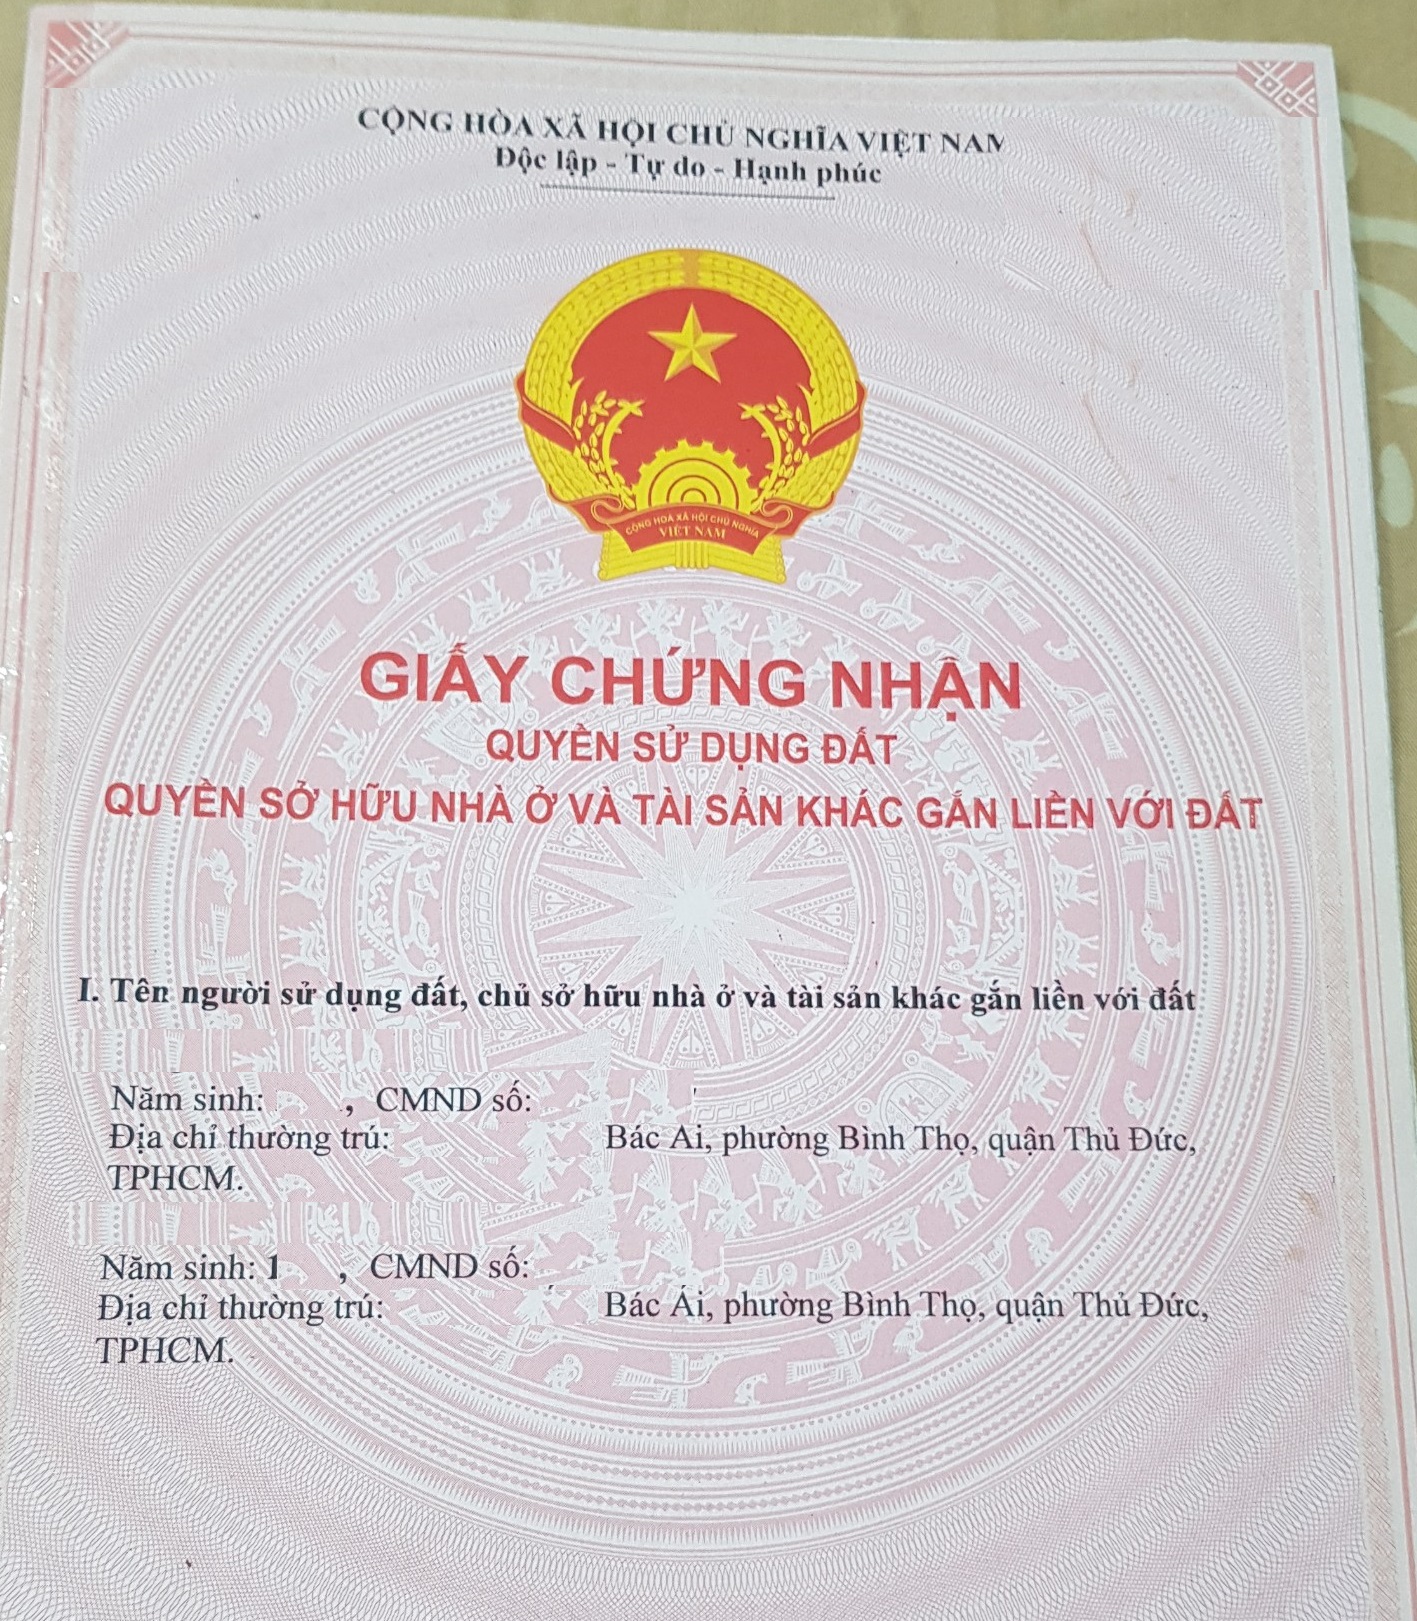 CỘNG HÒA XÃ HỘI CHỦ NGHĨA VIỆT NAM
Độc lập - Tự do - Hạnh phúc
CỘNG HÒA XÃ HỘI CHỦ NGHĨA
VIỆT NAM
GIẤY CHỨNG NHẬN
QUYỀN SỬ DỤNG ĐẤT
QUYỀN SỞ HỮU NHÀ Ở VÀ TÀI SẢN KHÁC GẮN LIỀN VỚI ĐẤT
I. Tên người sử dụng đất, chủ sở hữu nhà ở và tài sản khác gắn liền với đất
Năm sinh: , CMND số:
Địa chỉ thường trú: Bác Ai, phường Bình Thọ, quận Thủ Đức,
TPHCM.
Năm sinh: 1 , CMND số:
Địa chỉ thường trú: Bác Ái, phường Bình Thọ, quận Thủ Đức,
TPHCM.